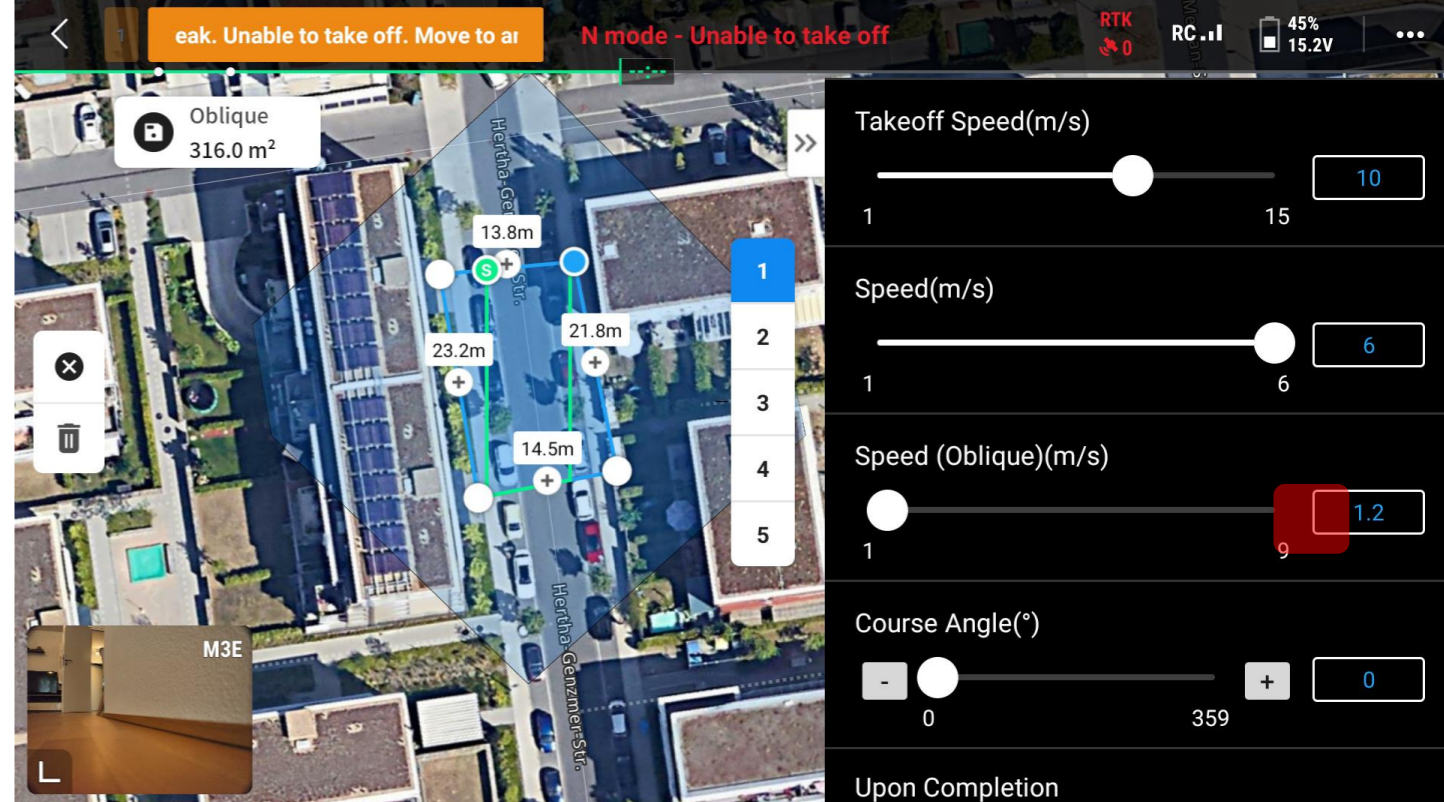 1
eak. Unable to take off. Move to ar
N mode - Unable to take off
RTK
0
RC
45%
15.2V
Oblique
316.0 m²
13.8m
S
23.2m
21.8m
14.5m
Hertha-Gen
Str.
Hertha-Genzmer-Str.
1
2
3
4
5
M3E
Takeoff Speed(m/s)
10
1
15
Speed(m/s)
6
1
6
Speed (Oblique)(m/s)
1.2
1
9
Course Angle(°)
-
+
0
0
359
Upon Completion